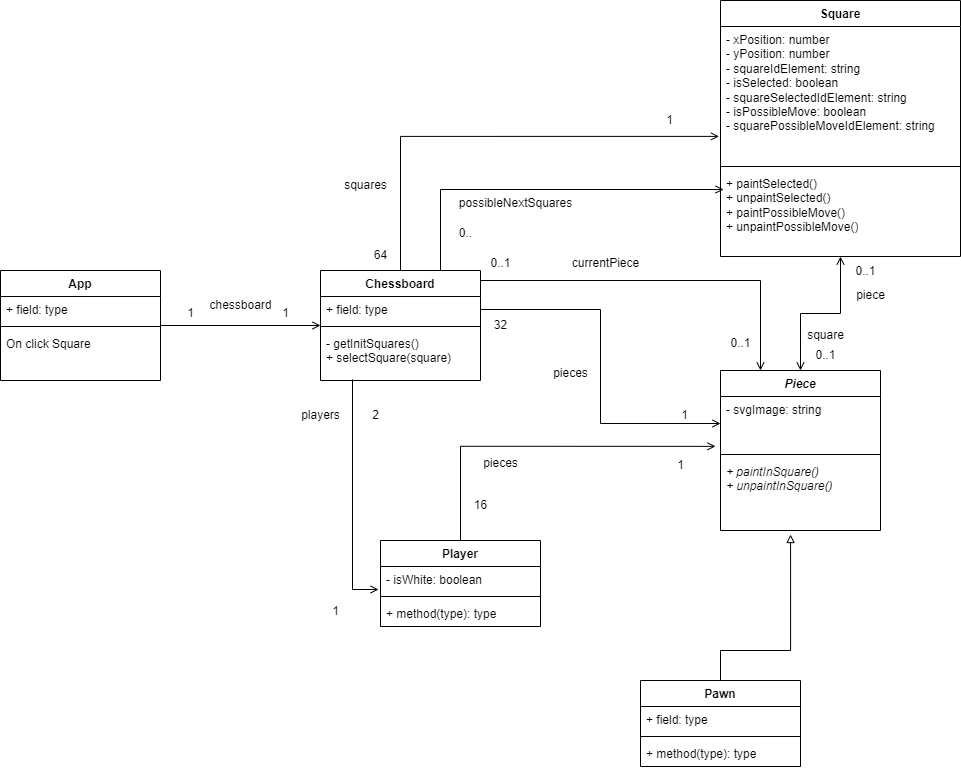 Square
- xPosition: number
- yPosition: number
- squareIdElement: string
- isSelected: boolean
- squareSelectedIdElement: string
- isPossibleMove: boolean
- squarePossibleMoveIdElement: string
+ paintSelected()
+ unpaintSelected()
+ paintPossibleMove()
+ unpaintPossibleMove()
1
squares
possibleNextSquares
0..
64
0..1
currentPiece
0..1
piece
App
+ field: type
On click Square
1
chessboard
1
Chessboard
+ field: type
- getInitSquares()
+ selectSquare(square)
32
pieces
1
0..1
square
0..1
Piece
- svgImage: string
+ paintInSquare()
+ unpaintInSquare()
players
2
1
pieces
1
16
Player
- isWhite: boolean
+ method(type): type
Pawn
+ field: type
+ method(type): type